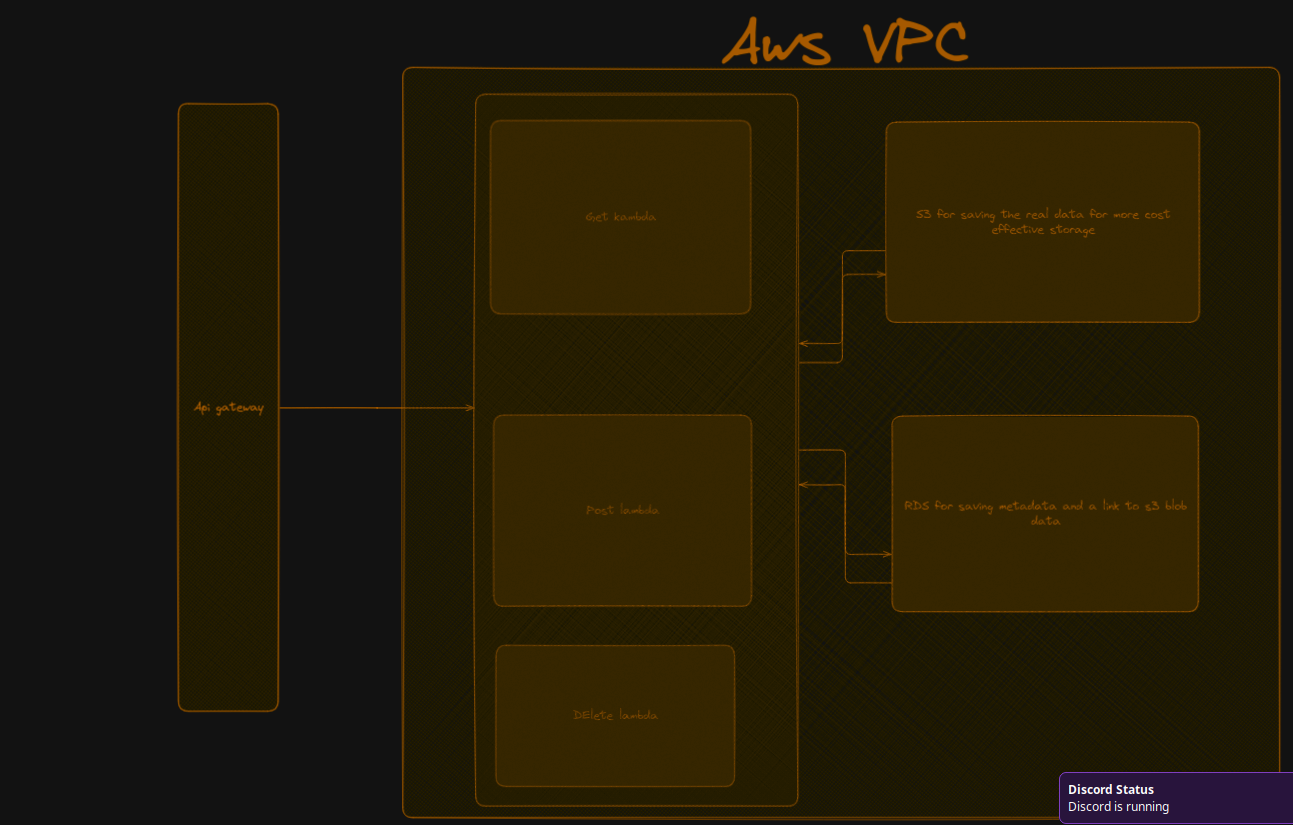 Aws VPC
Get kambda
S3 for saving the real data for more cost
effective storage
Api gateway
Post lambda
RDS for saving metadata and a link to s3 blob
data
DElete lambda
Discord Status
Discord is running